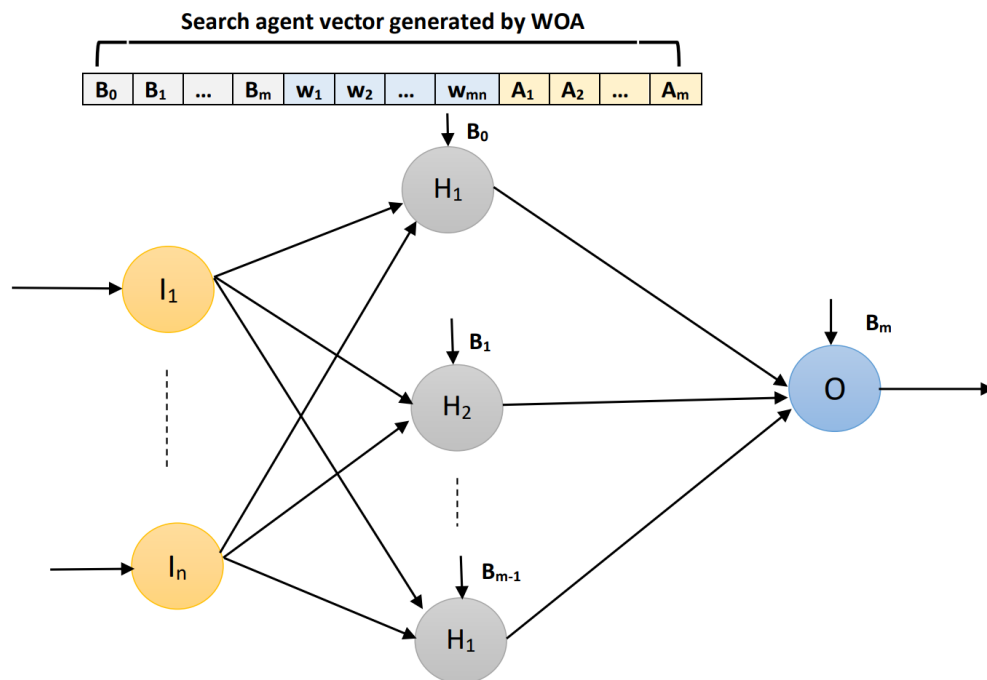 Search agent vector generated by WOA
B₀ B₁ ... Bₘ w₁ w₂ ... wₘₙ A₁ A₂ ... Aₘ
B₀
H₁
I₁
B₁
Bₘ
H₂
O
Iₙ
Bₘ₋₁
H₁